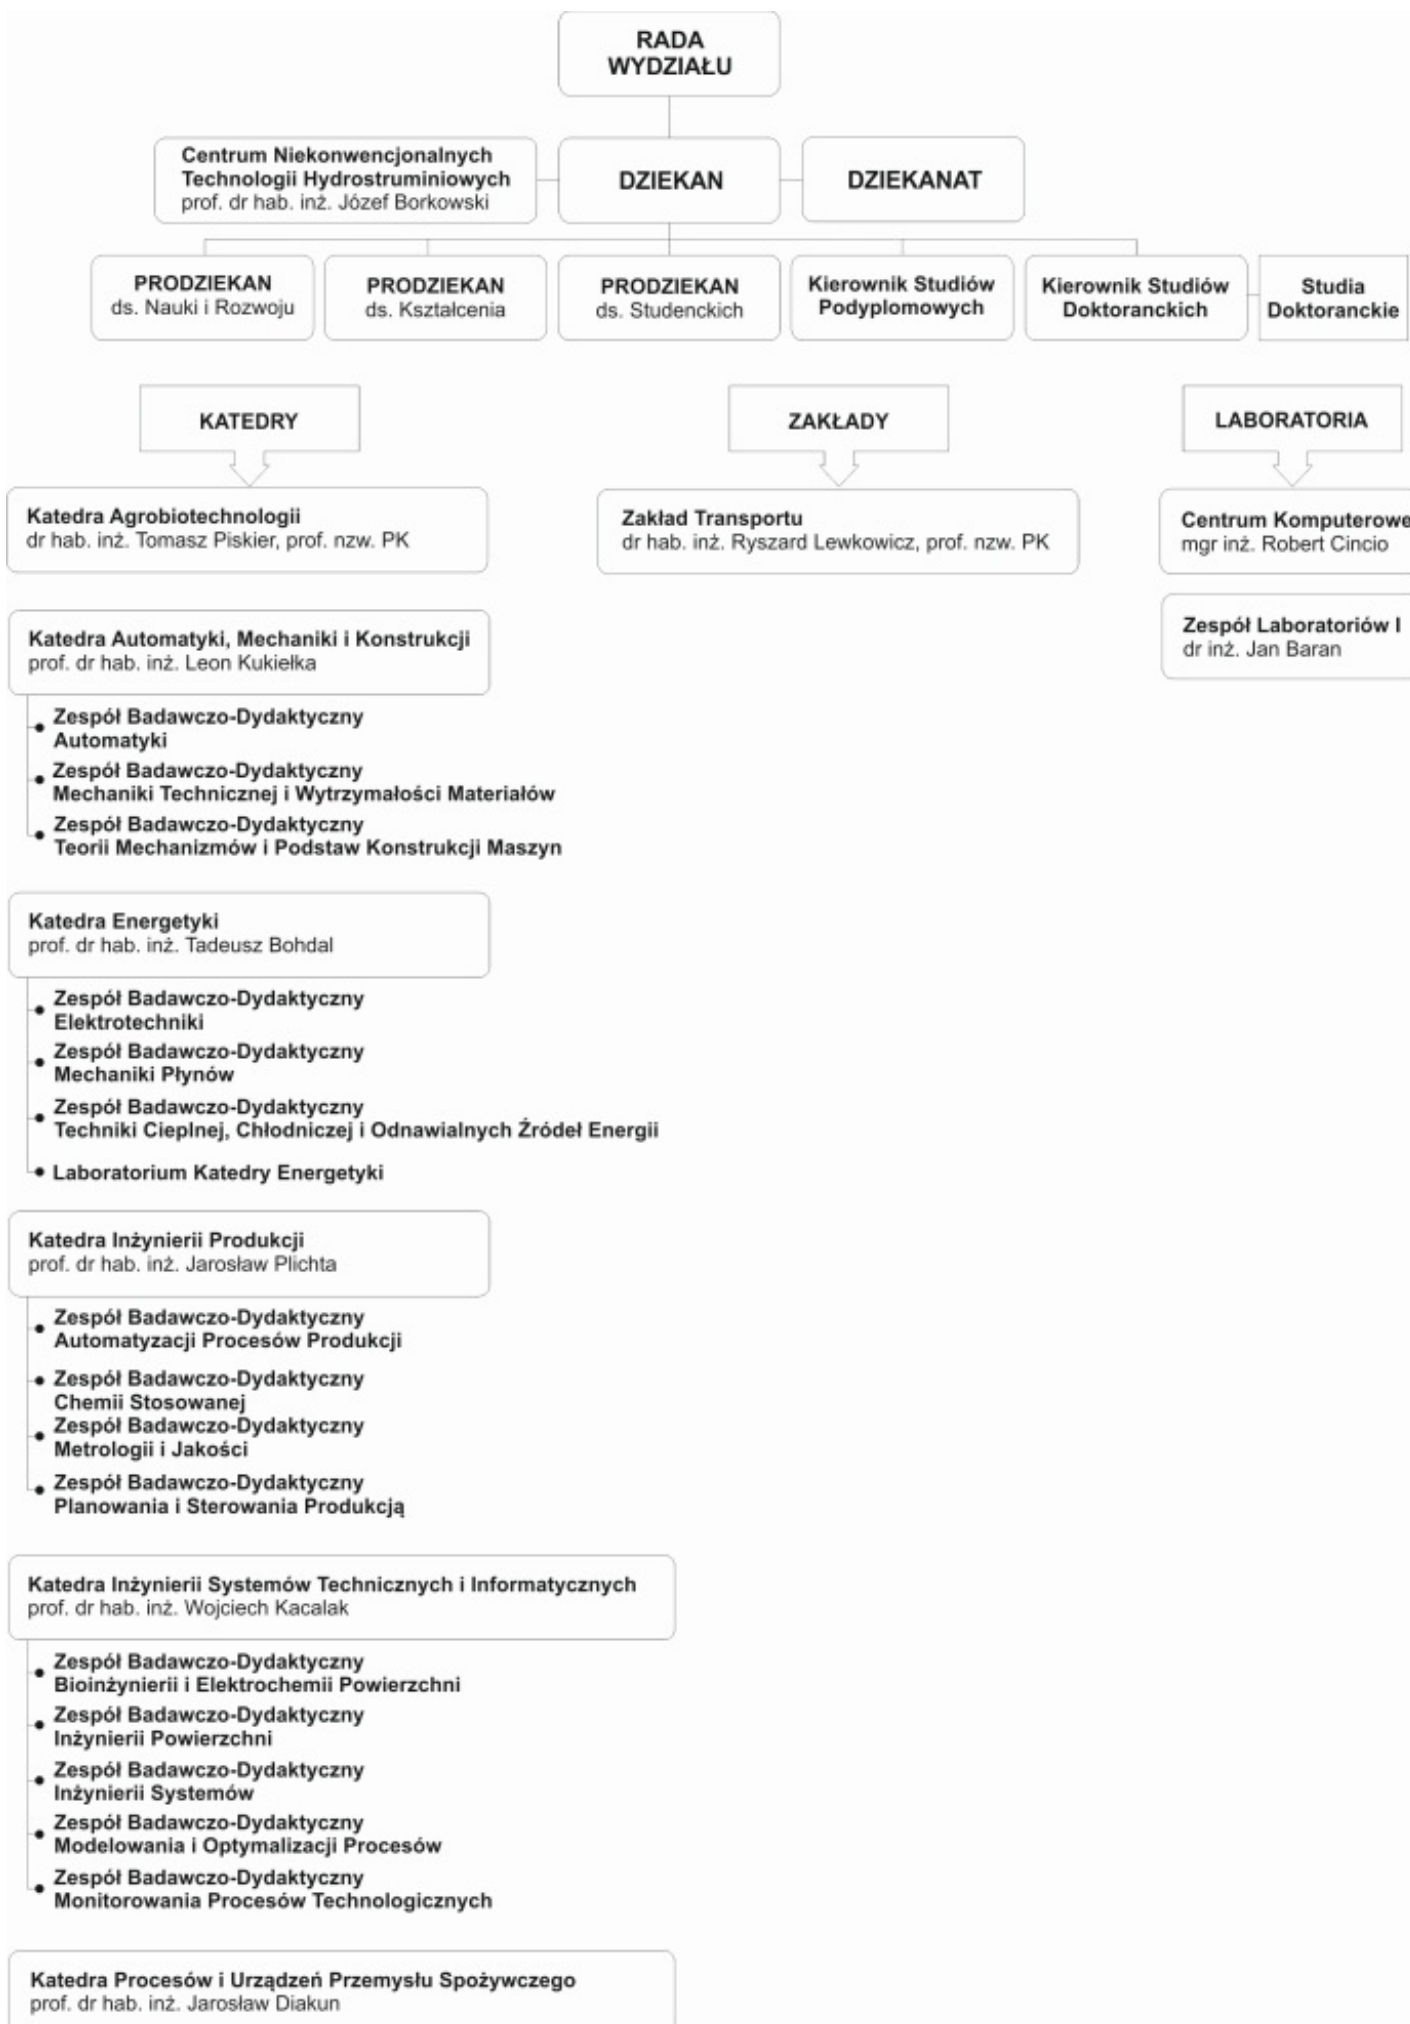 RADA
WYDZIAŁU
Centrum Niekonwencjonalnych
Technologii Hydrostruminiowych
prof. dr hab. inż. Józef Borkowski
DZIEKAN
DZIEKANAT
PRODZIEKAN
ds. Nauki i Rozwoju
PRODZIEKAN
ds. Kształcenia
PRODZIEKAN
ds. Studenckich
Kierownik Studiów
Podyplomowych
Kierownik Studiów
Doktoranckich
Studia
Doktoranckie
KATEDRY
ZAKŁADY
LABORATORIA
Katedra Agrobiotechnologii
dr hab. inż. Tomasz Piskier, prof. nzw. PK
Zakład Transportu
dr hab. inż. Ryszard Lewkowicz, prof. nzw. PK
Centrum Komputerowe
mgr inż. Robert Cincio
Zespół Laboratoriów I
dr inż. Jan Baran
Katedra Automatyki, Mechaniki i Konstrukcji
prof. dr hab. inż. Leon Kukiełka
Zespół Badawczo-Dydaktyczny
Automatyki
Zespół Badawczo-Dydaktyczny
Mechaniki Technicznej i Wytrzymałości Materiałów
Zespół Badawczo-Dydaktyczny
Teorii Mechanizmów i Podstaw Konstrukcji Maszyn
Katedra Energetyki
prof. dr hab. inż. Tadeusz Bohdal
Zespół Badawczo-Dydaktyczny
Elektrotechniki
Zespół Badawczo-Dydaktyczny
Mechaniki Płynów
Zespół Badawczo-Dydaktyczny
Techniki Cieplnej, Chłodniczej i Odnawialnych Źródeł Energii
Laboratorium Katedry Energetyki
Katedra Inżynierii Produkcji
prof. dr hab. inż. Jarosław Plichta
Zespół Badawczo-Dydaktyczny
Automatyzacji Procesów Produkcji
Zespół Badawczo-Dydaktyczny
Chemii Stosowanej
Zespół Badawczo-Dydaktyczny
Metrologii i Jakości
Zespół Badawczo-Dydaktyczny
Planowania i Sterowania Produkcją
Katedra Inżynierii Systemów Technicznych i Informatycznych
prof. dr hab. inż. Wojciech Kacalak
Zespół Badawczo-Dydaktyczny
Bioinżynierii i Elektrochemii Powierzchni
Zespół Badawczo-Dydaktyczny
Inżynierii Powierzchni
Zespół Badawczo-Dydaktyczny
Inżynierii Systemów
Zespół Badawczo-Dydaktyczny
Modelowania i Optymalizacji Procesów
Zespół Badawczo-Dydaktyczny
Monitorowania Procesów Technologicznych
Katedra Procesów i Urządzeń Przemysłu Spożywczego
prof. dr hab. inż. Jarosław Diakun